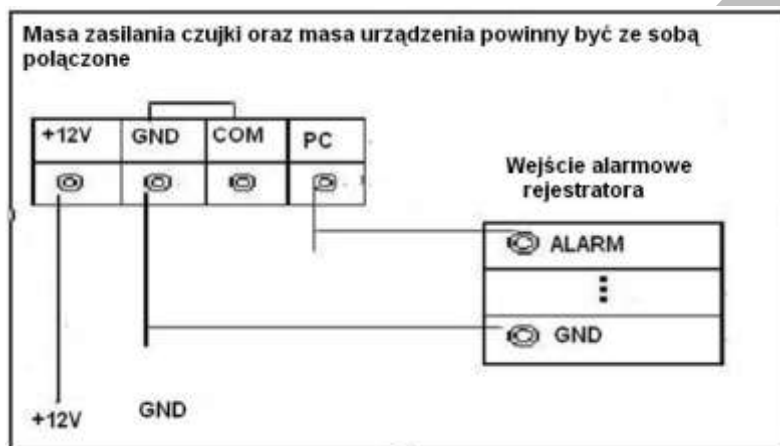 Masa zasilania czujki oraz masa urządzenia powinny być ze sobą
połączone
+12V GND COM PC
Wejście alarmowe
rejestratora
ALARM
GND
+12V GND